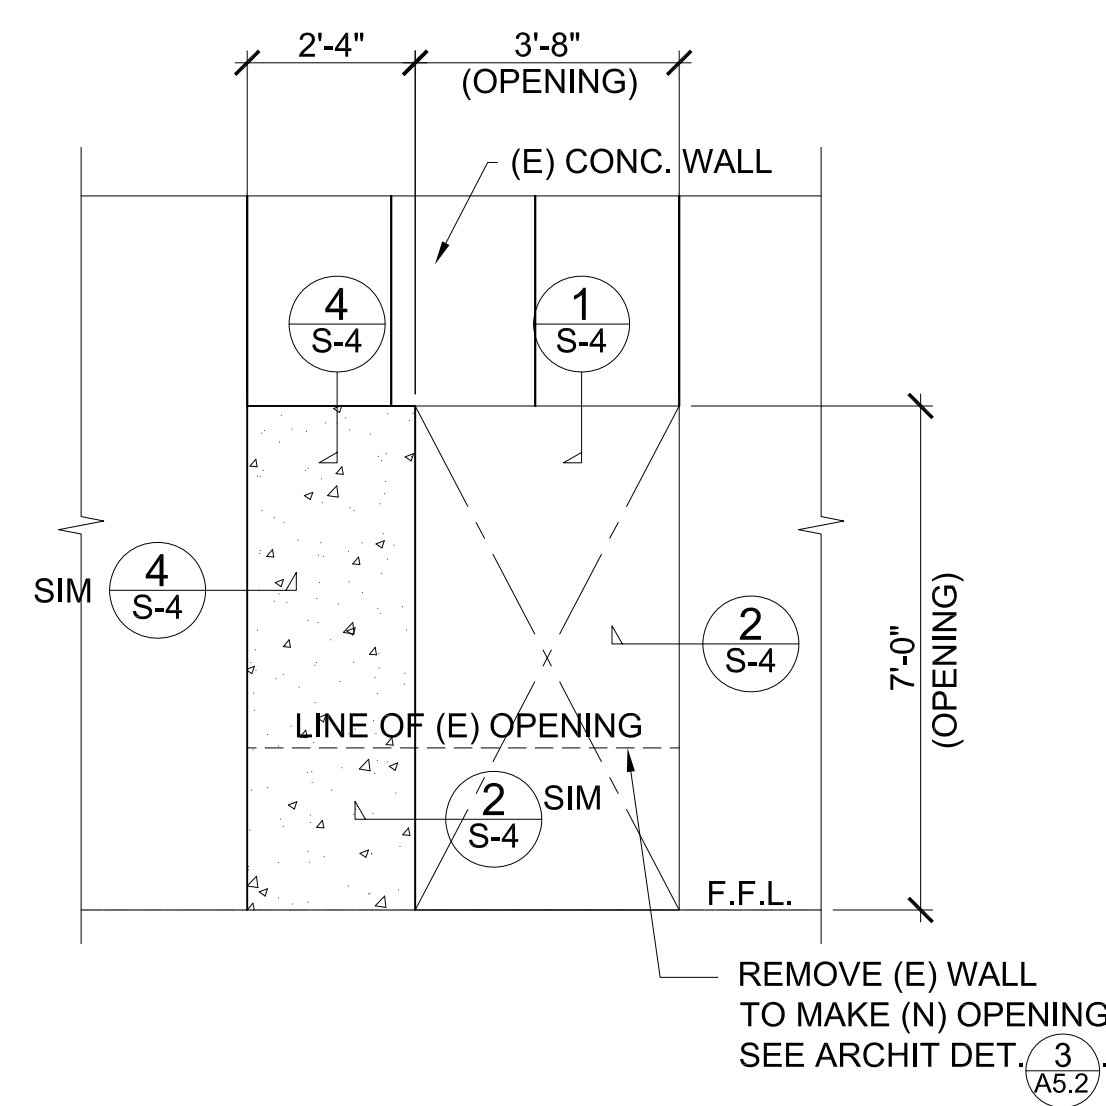 2'-4"
3'-8"
(OPENING)
(E) CONC. WALL
4
S-4
1
S-4
SIM
4
S-4
2
S-4
7'-0"
(OPENING)
LINE OF (E) OPENING
2
S-4
SIM
F.F.L.
REMOVE (E) WALL
TO MAKE (N) OPENING
SEE ARCHIT DET. 3 .
A5.2